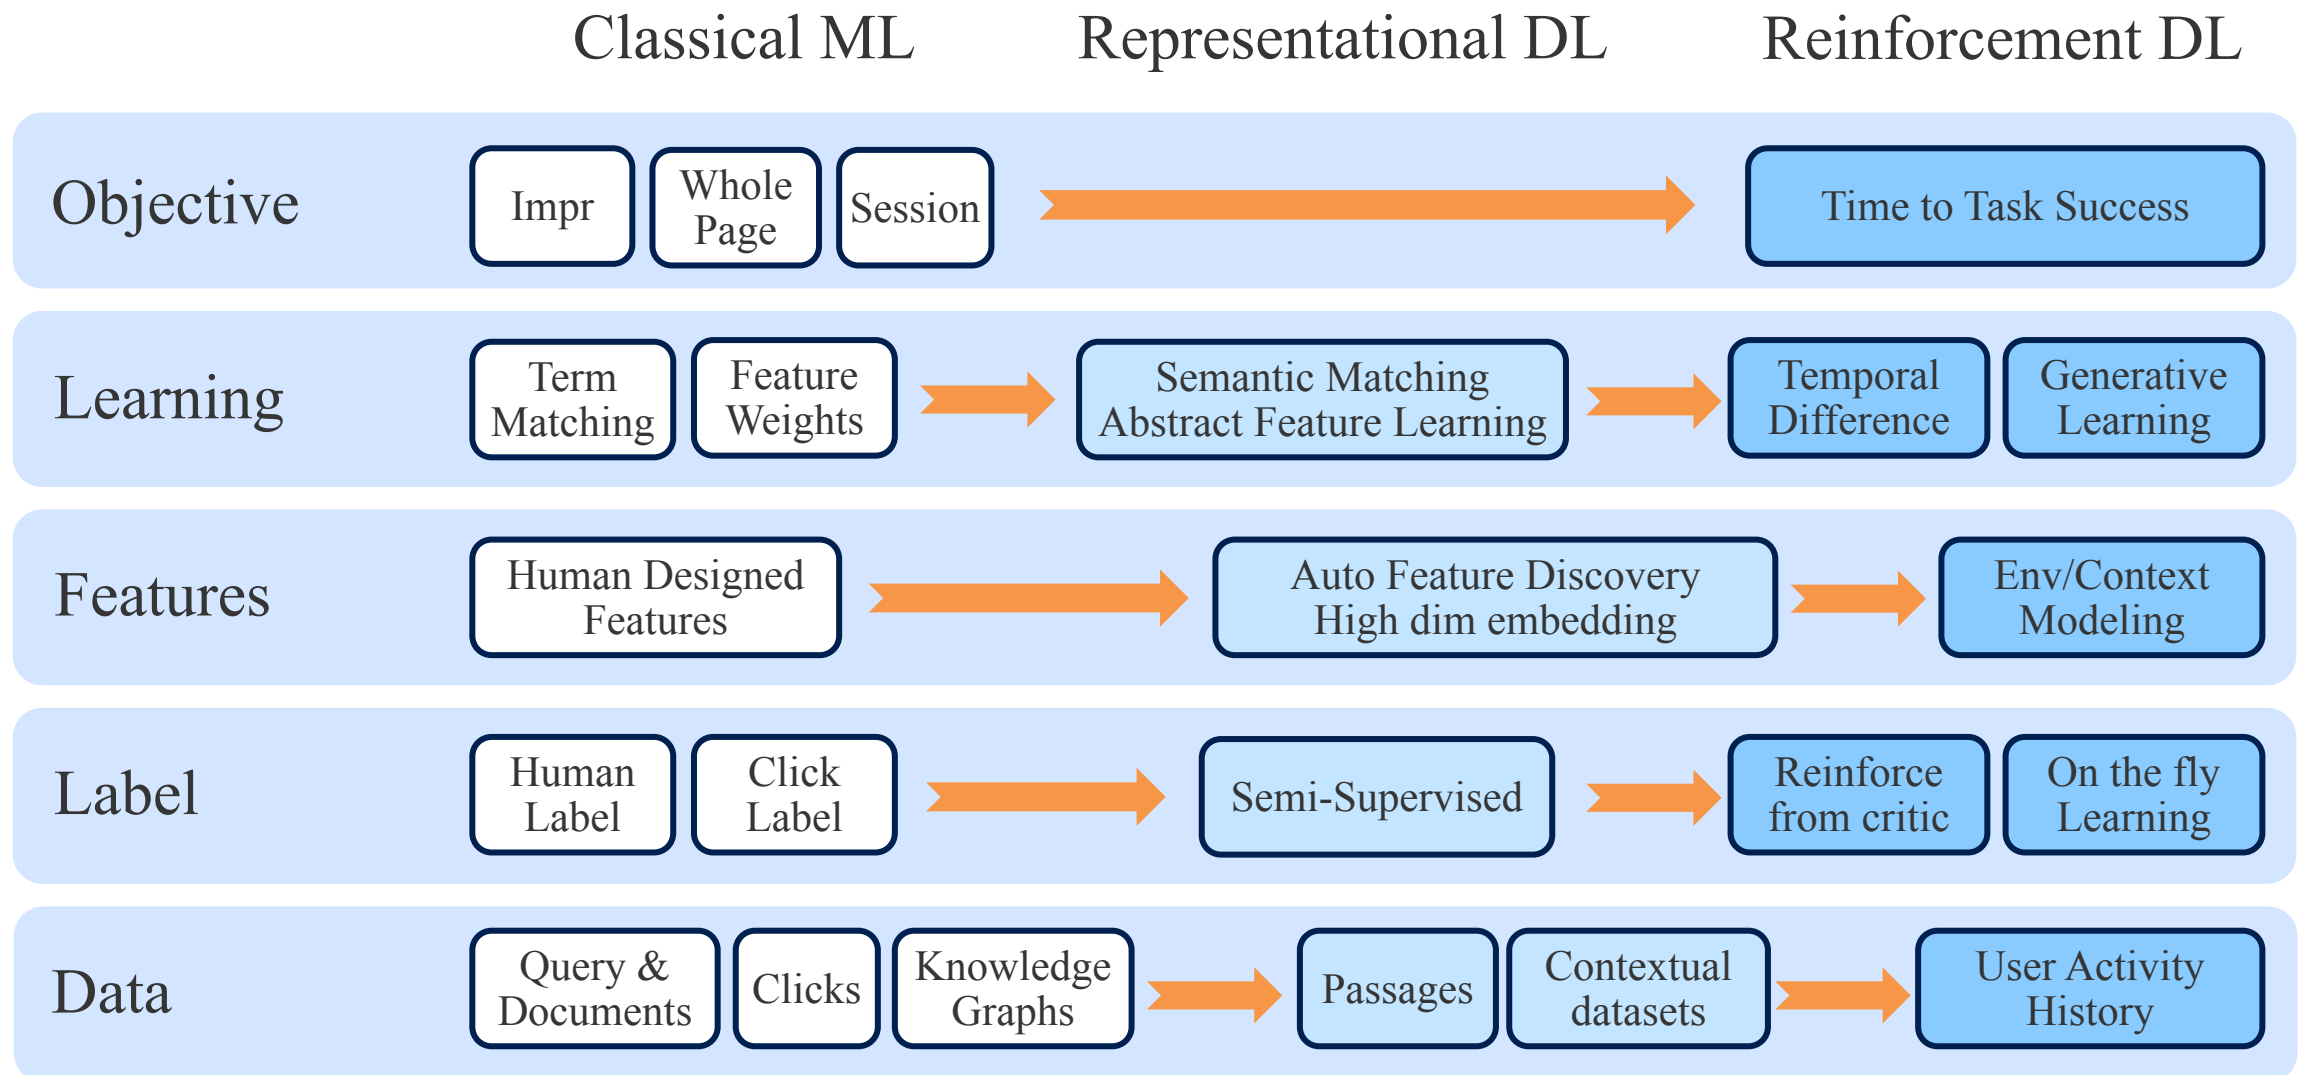 Classical ML
Representational DL
Reinforcement DL
Objective
Impr
Whole
Page
Session
Time to Task Success
Learning
Term
Matching
Feature
Weights
Semantic Matching
Abstract Feature Learning
Temporal
Difference
Generative
Learning
Features
Human Designed
Features
Auto Feature Discovery
High dim embedding
Env/Context
Modeling
Label
Human
Label
Click
Label
Semi-Supervised
Reinforce
from critic
On the fly
Learning
Data
Query &
Documents
Clicks
Knowledge
Graphs
Passages
Contextual
datasets
User Activity
History